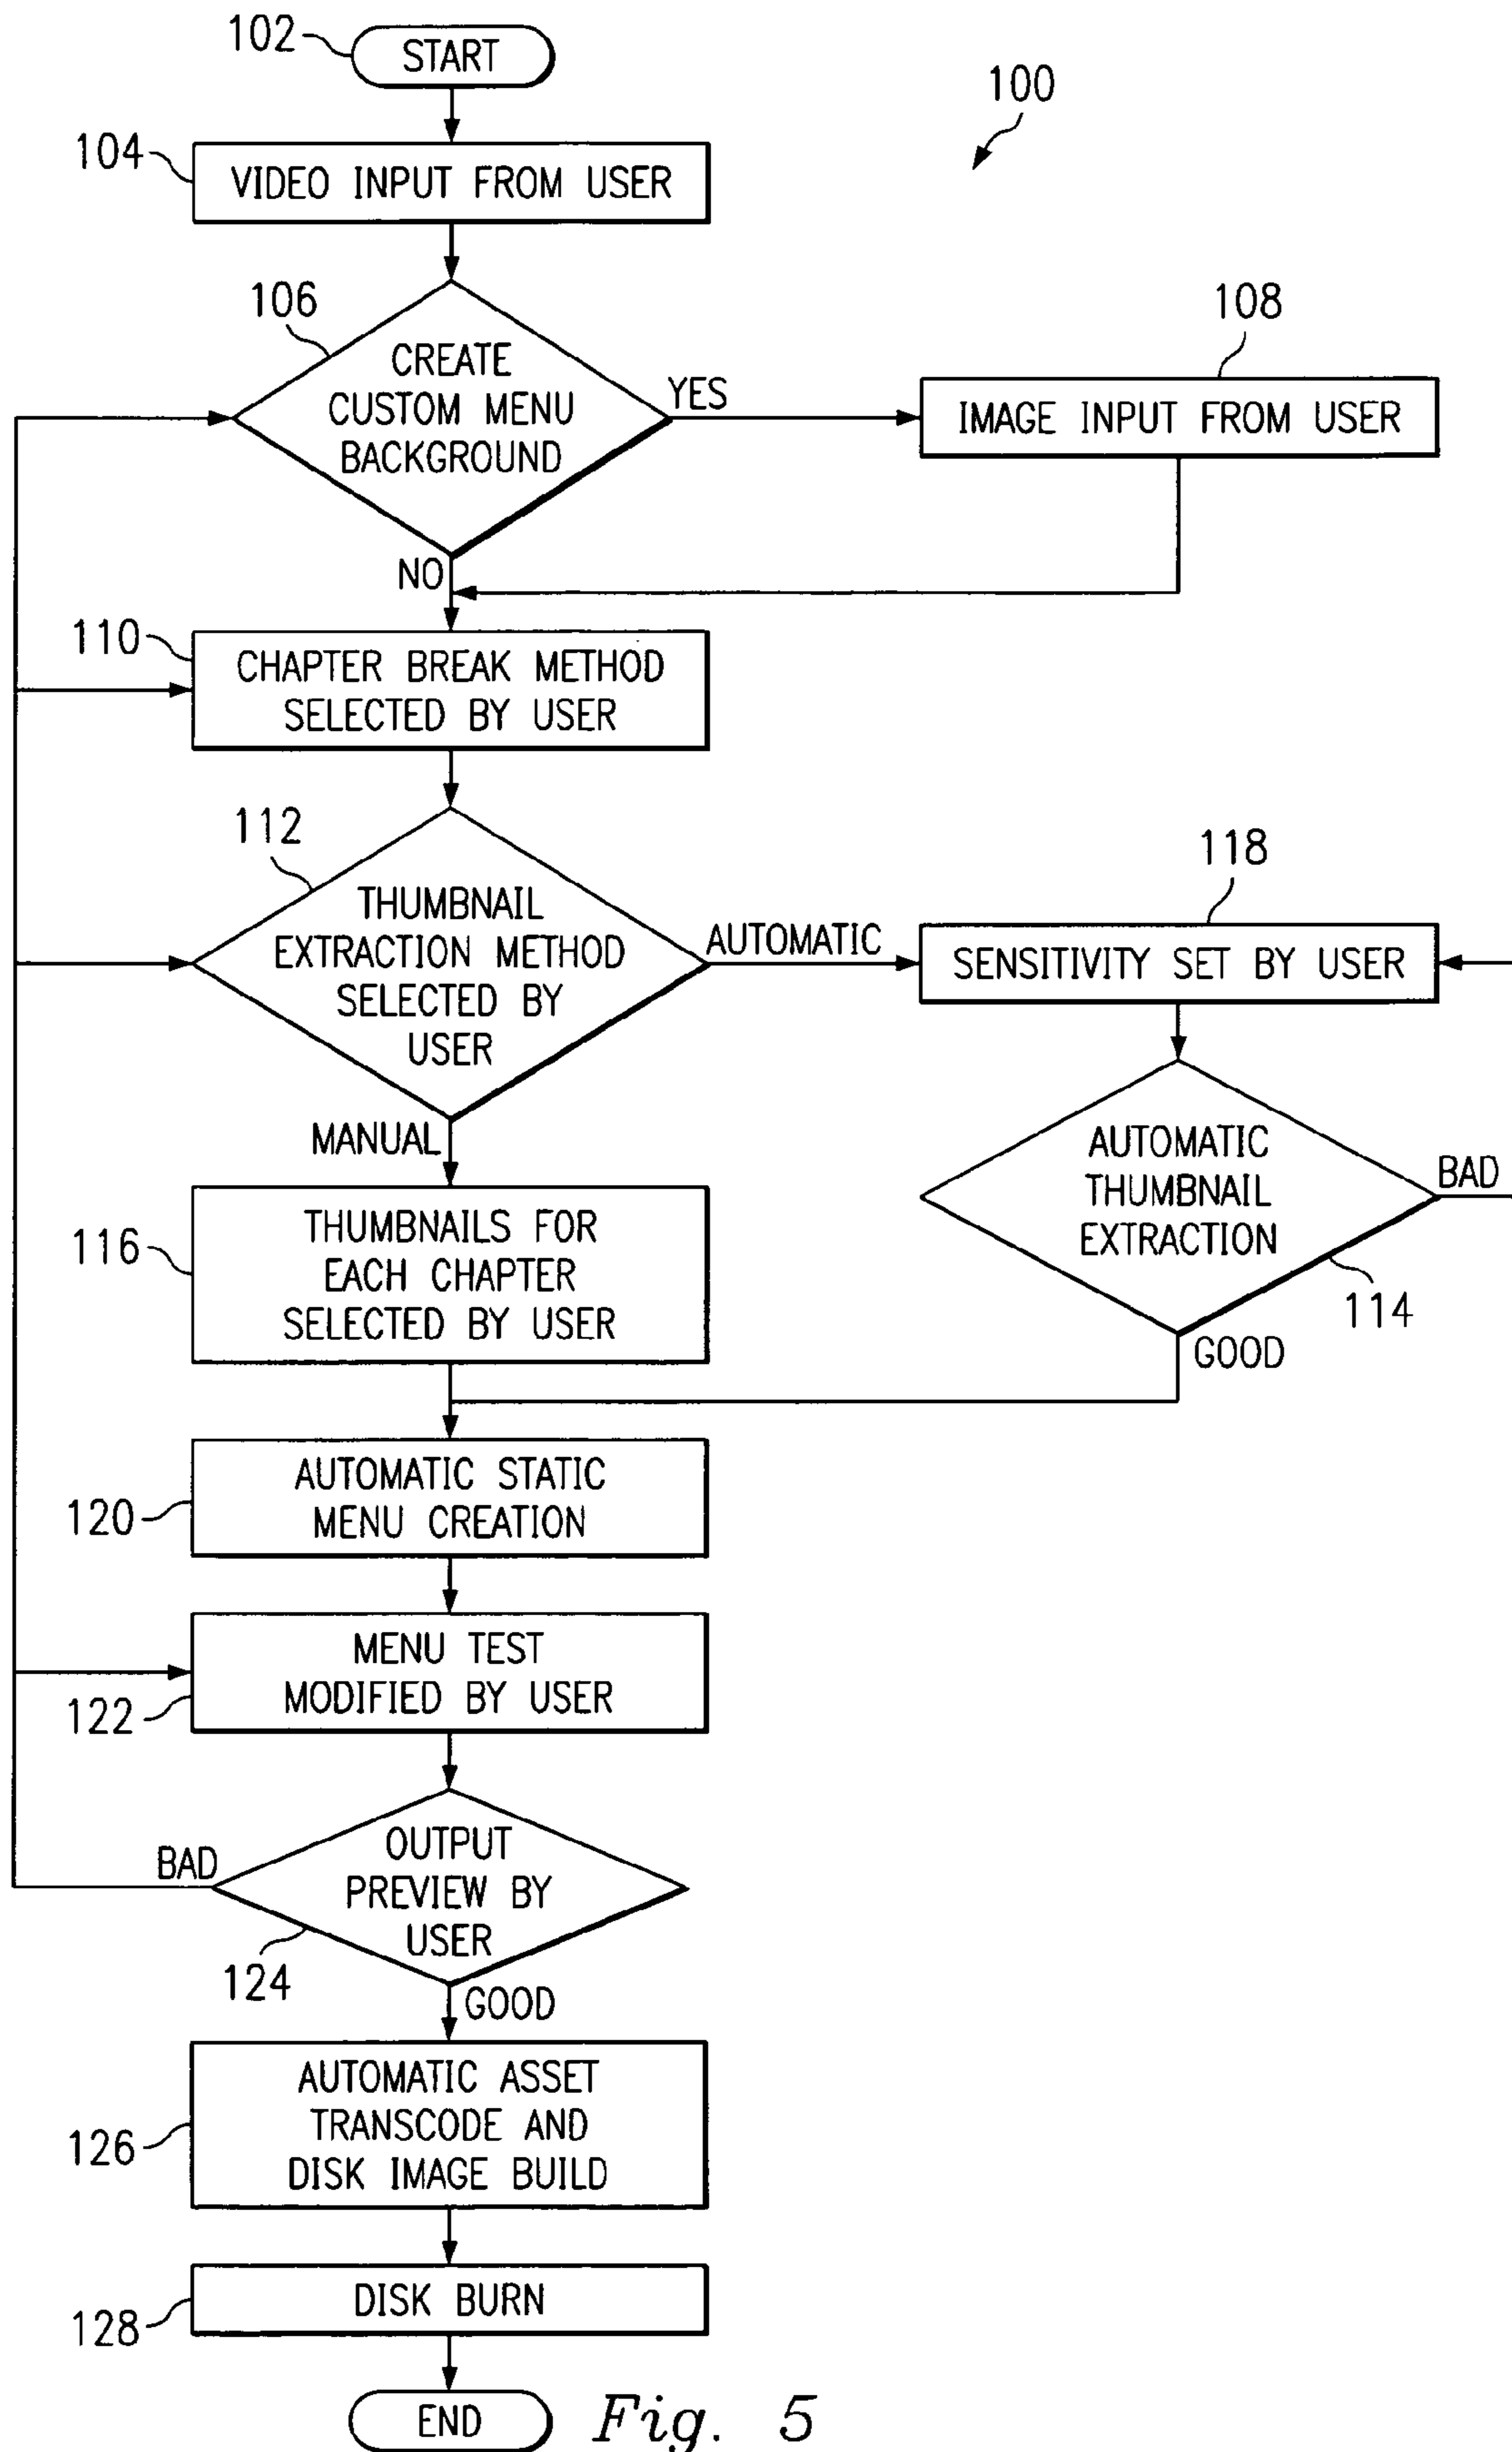 102
START
100
104
VIDEO INPUT FROM USER
106
CREATE
CUSTOM MENU
BACKGROUND
YES
108
IMAGE INPUT FROM USER
NO
110
CHAPTER BREAK METHOD
SELECTED BY USER
112
THUMBNAIL
EXTRACTION METHOD
SELECTED BY
USER
AUTOMATIC
118
SENSITIVITY SET BY USER
MANUAL
AUTOMATIC
THUMBNAIL
EXTRACTION
BAD
114
GOOD
116
THUMBNAILS FOR
EACH CHAPTER
SELECTED BY USER
120
AUTOMATIC STATIC
MENU CREATION
122
MENU TEST
MODIFIED BY USER
BAD
OUTPUT
PREVIEW BY
USER
124
GOOD
126
AUTOMATIC ASSET
TRANSCODE AND
DISK IMAGE BUILD
128
DISK BURN
END
Fig. 5